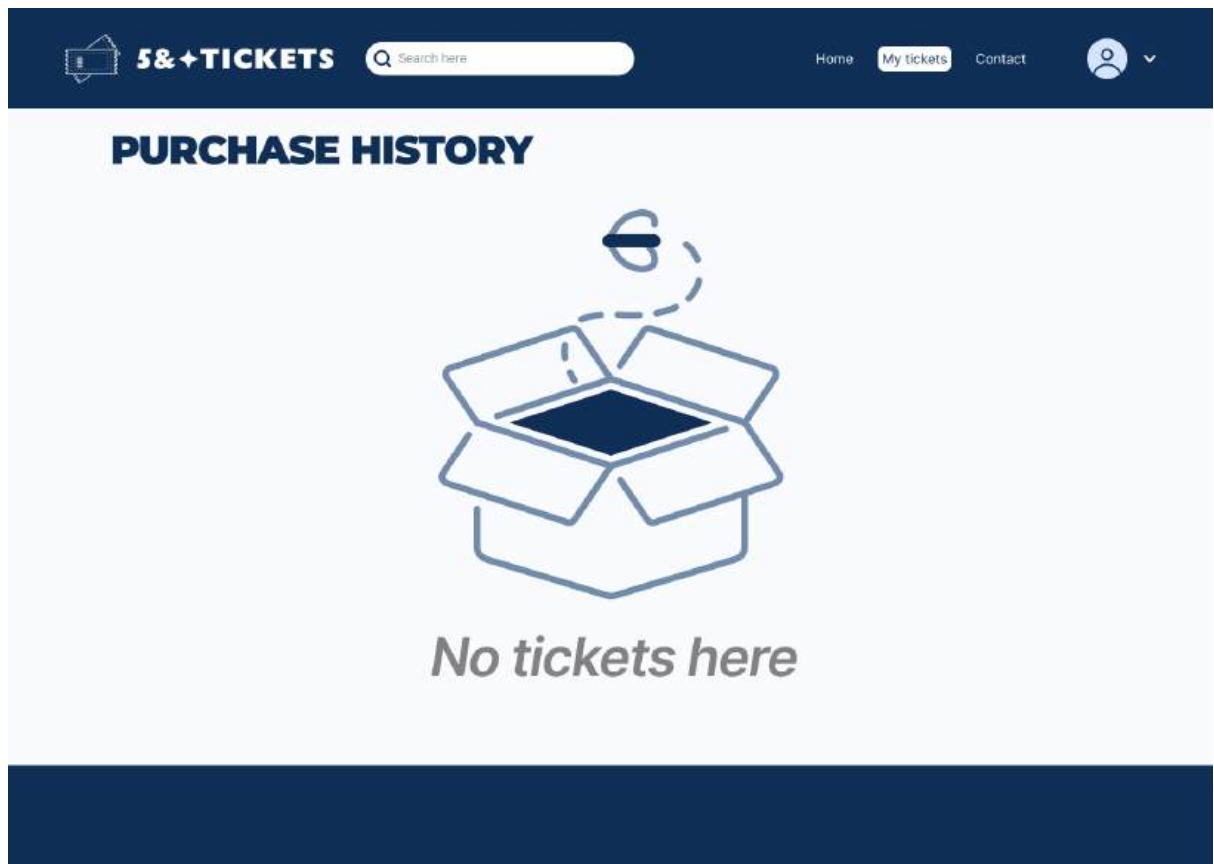 5&✦TICKETS
Search here
Home
My tickets
Contact
PURCHASE HISTORY
No tickets here